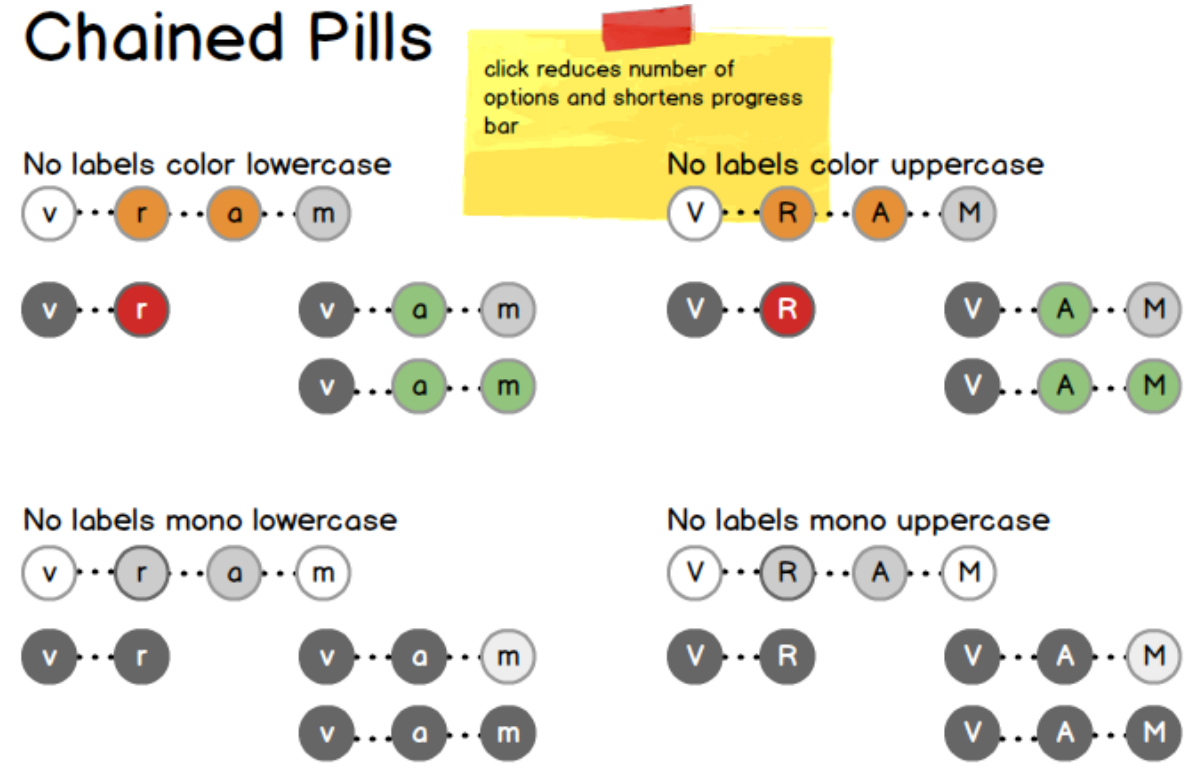 Chained Pills
click reduces number of
options and shortens progress
bar
No labels color lowercase
v r a m
v r
v a m
v a m
No labels color uppercase
V R A M
V R
V A M
V A M
No labels mono lowercase
v r a m
v r
v a m
v a m
No labels mono uppercase
V R A M
V R
V A M
V A M